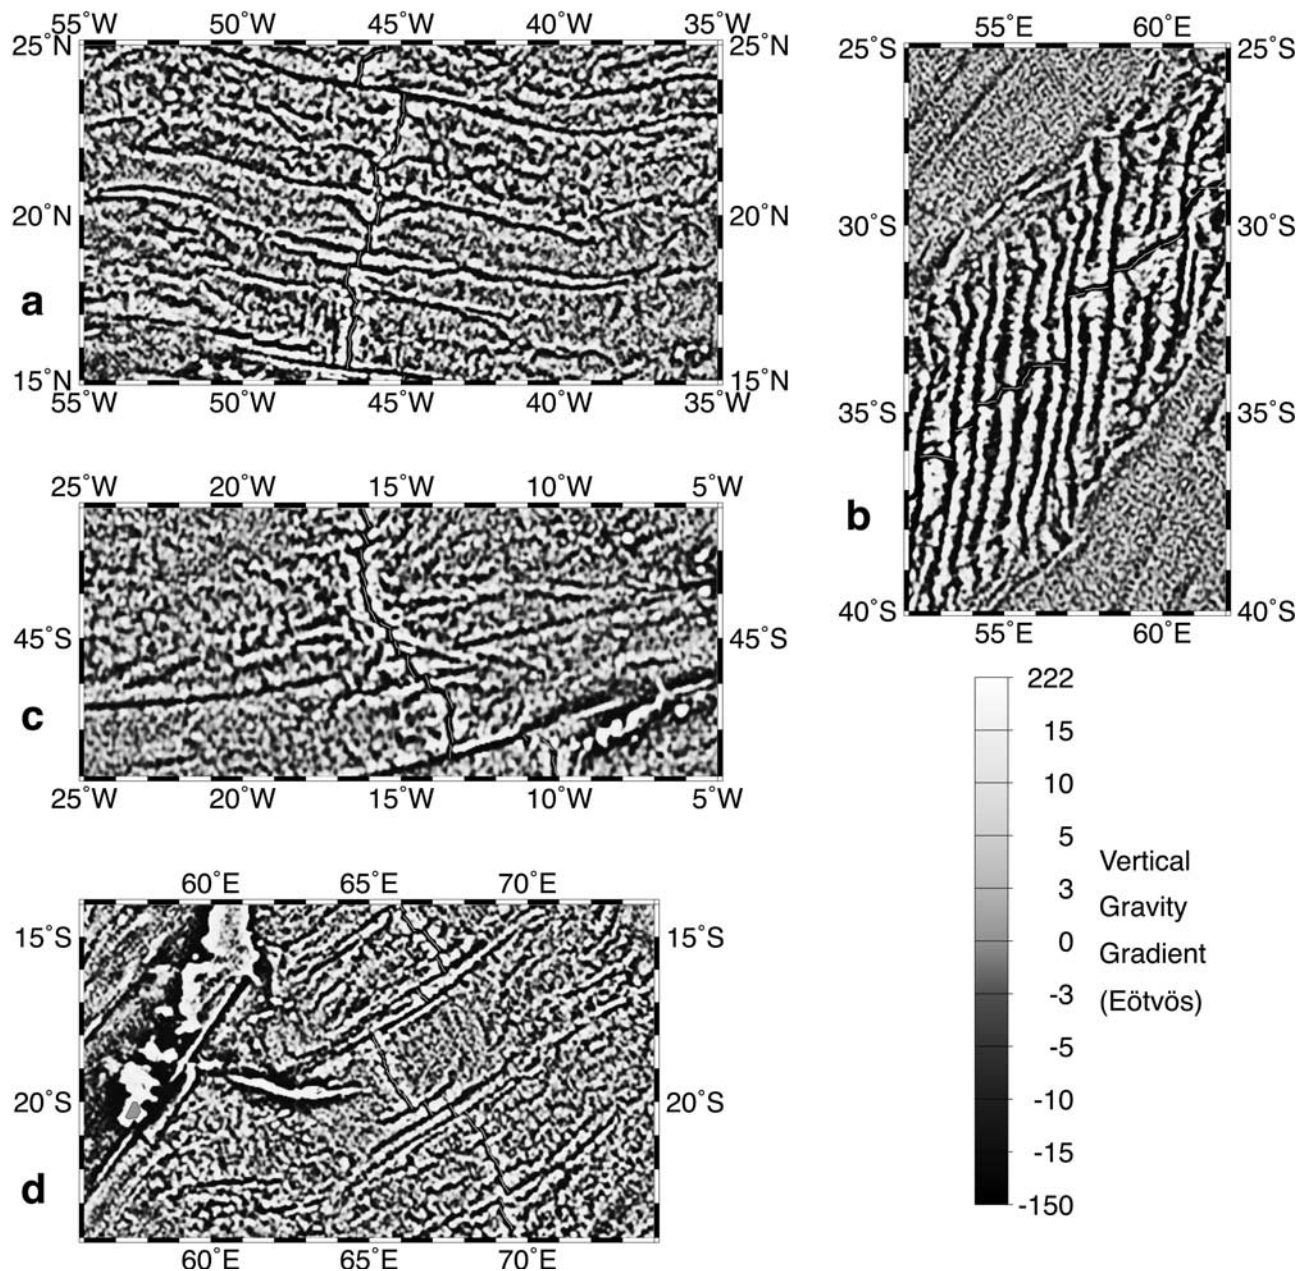 55˚W 50˚W 45˚W 40˚W 35˚W
25˚N 25˚N
20˚N 20˚N
a
15˚N 15˚N
55˚W 50˚W 45˚W 40˚W 35˚W
55˚E 60˚E
25˚S 25˚S
30˚S 30˚S
35˚S 35˚S
b
40˚S 40˚S
55˚E 60˚E
25˚W 20˚W 15˚W 10˚W 5˚W
45˚S 45˚S
c
25˚W 20˚W 15˚W 10˚W 5˚W
60˚E 65˚E 70˚E
15˚S 15˚S
20˚S 20˚S
d
60˚E 65˚E 70˚E
222
15
10
5
3
0
-3
-5
-10
-15
-150
Vertical
Gravity
Gradient
(Eötvös)